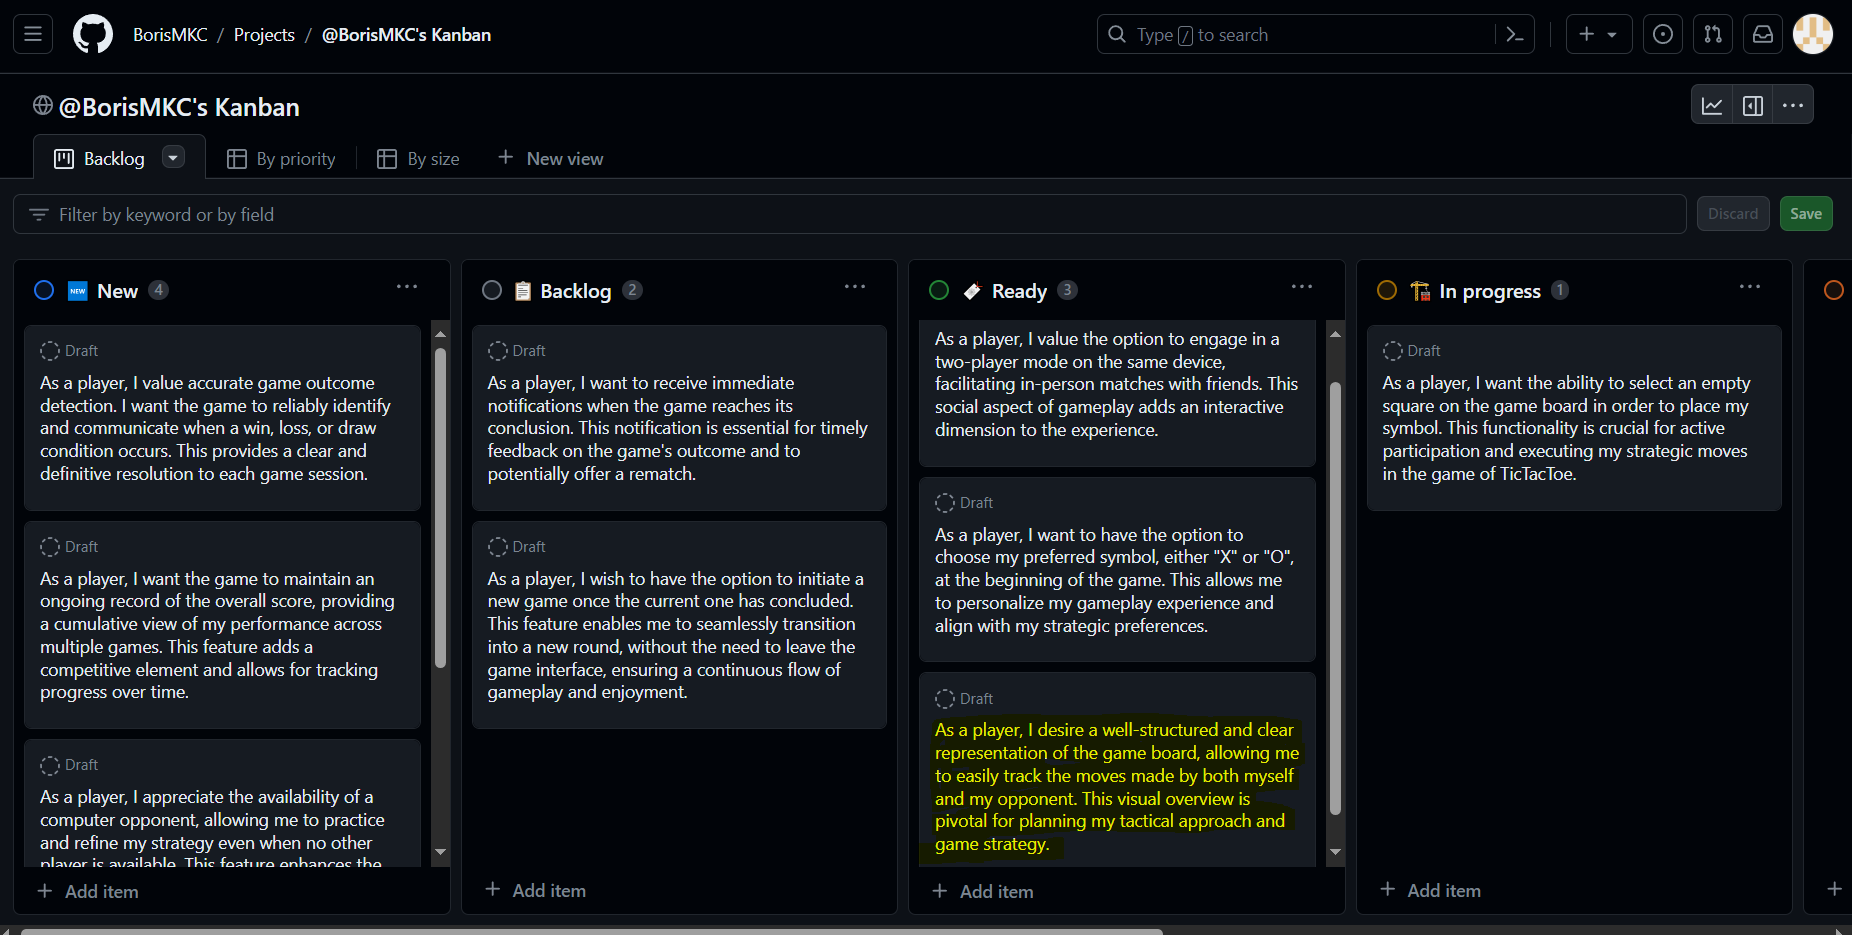 BorisMKC / Projects / @BorisMKC's Kanban
Type / to search
@BorisMKC's Kanban
Backlog
By priority
By size
New view
Filter by keyword or by field
Discard
Save
NEW New 4
Draft
As a player, I value accurate game outcome
detection. I want the game to reliably identify
and communicate when a win, loss, or draw
condition occurs. This provides a clear and
definitive resolution to each game session.
Draft
As a player, I want the game to maintain an
ongoing record of the overall score, providing
a cumulative view of my performance across
multiple games. This feature adds a
competitive element and allows for tracking
progress over time.
Draft
As a player, I appreciate the availability of a
computer opponent, allowing me to practice
and refine my strategy even when no other
player is available. This feature enhances the
Add item
Backlog 2
Draft
As a player, I want to receive immediate
notifications when the game reaches its
conclusion. This notification is essential for timely
feedback on the game's outcome and to
potentially offer a rematch.
Draft
As a player, I wish to have the option to initiate a
new game once the current one has concluded.
This feature enables me to seamlessly transition
into a new round, without the need to leave the
game interface, ensuring a continuous flow of
gameplay and enjoyment.
Add item
Ready 3
As a player, I value the option to engage in a
two-player mode on the same device,
facilitating in-person matches with friends. This
social aspect of gameplay adds an interactive
dimension to the experience.
Draft
As a player, I want to have the option to
choose my preferred symbol, either "X" or "O",
at the beginning of the game. This allows me
to personalize my gameplay experience and
align with my strategic preferences.
Draft
As a player, I desire a well-structured and clear
representation of the game board, allowing me
to easily track the moves made by both myself
and my opponent. This visual overview is
pivotal for planning my tactical approach and
game strategy.
Add item
In progress 1
Draft
As a player, I want the ability to select an empty
square on the game board in order to place my
symbol. This functionality is crucial for active
participation and executing my strategic moves
in the game of TicTacToe.
Add item